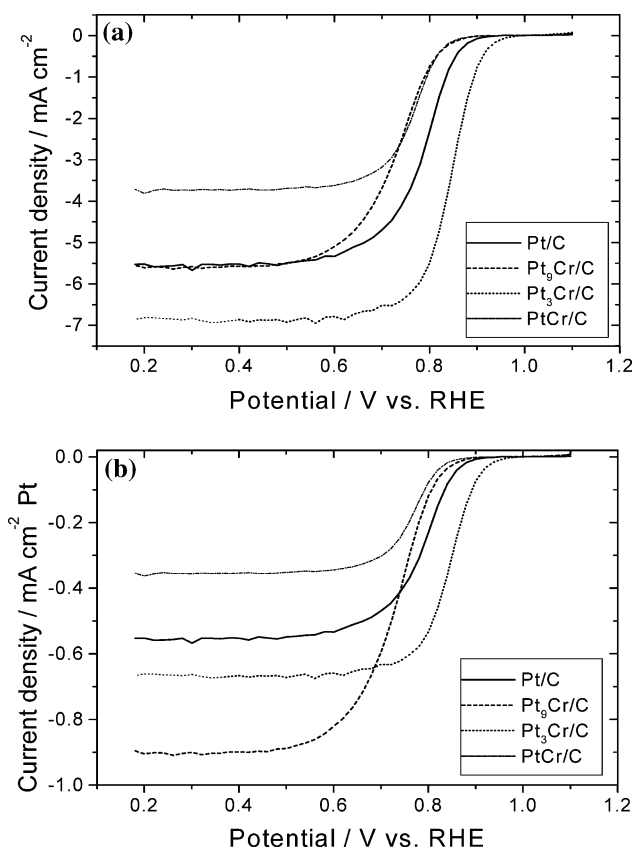 (a)
Current density / mA cm⁻²
0
-1
-2
-3
-4
-5
-6
-7
0.2 0.4 0.6 0.8 1.0 1.2
Potential / V vs. RHE
Pt/C
Pt₉Cr/C
Pt₃Cr/C
PtCr/C
(b)
Current density / mA cm⁻² Pt
0.0
-0.2
-0.4
-0.6
-0.8
-1.0
0.2 0.4 0.6 0.8 1.0 1.2
Potential / V vs. RHE
Pt/C
Pt₉Cr/C
Pt₃Cr/C
PtCr/C